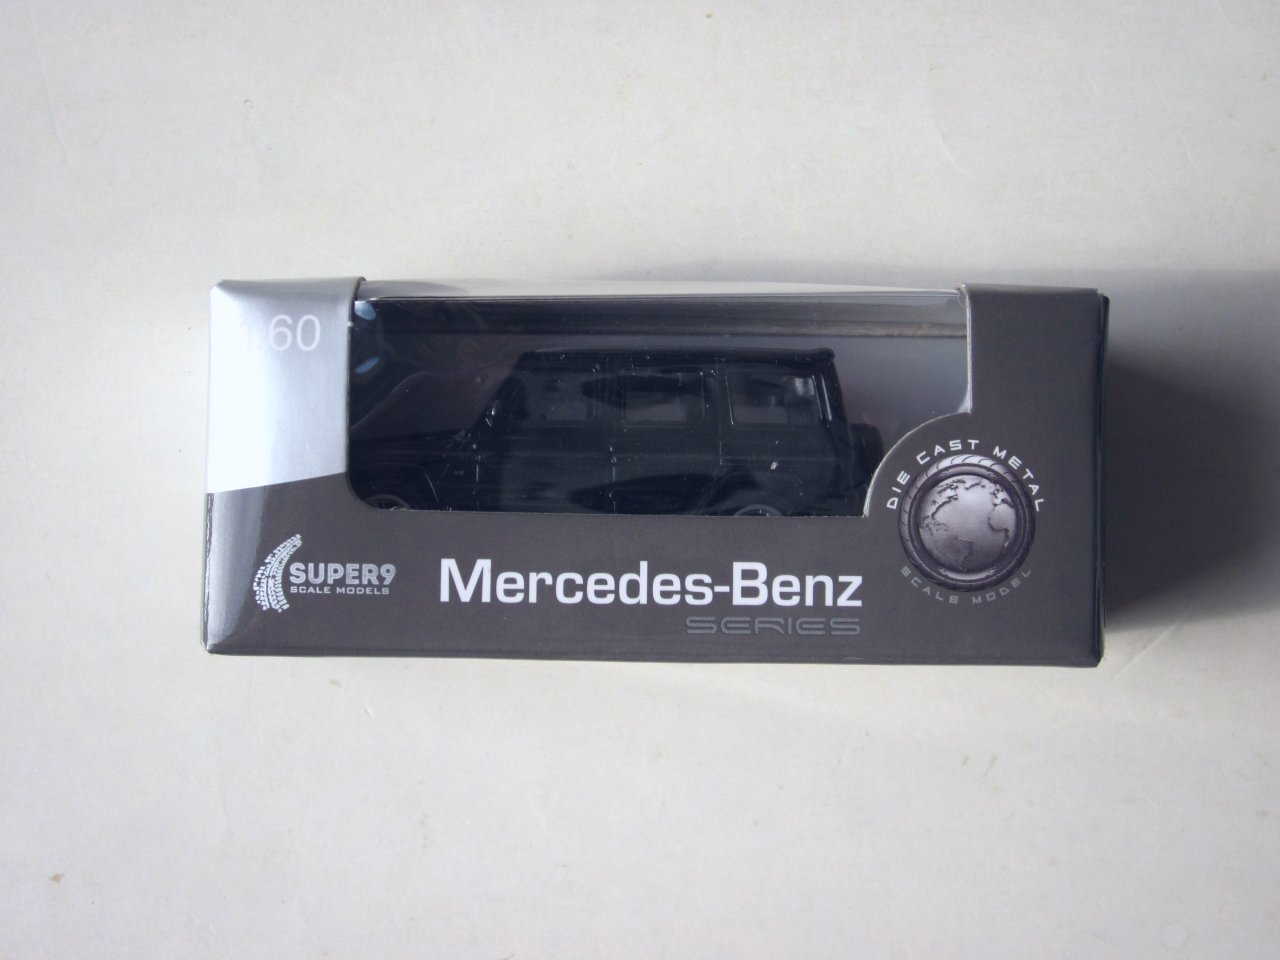 1:60
SUPER9
SCALE MODELS
Mercedes-Benz
SERIES
DIE CAST METAL
SCALE MODEL